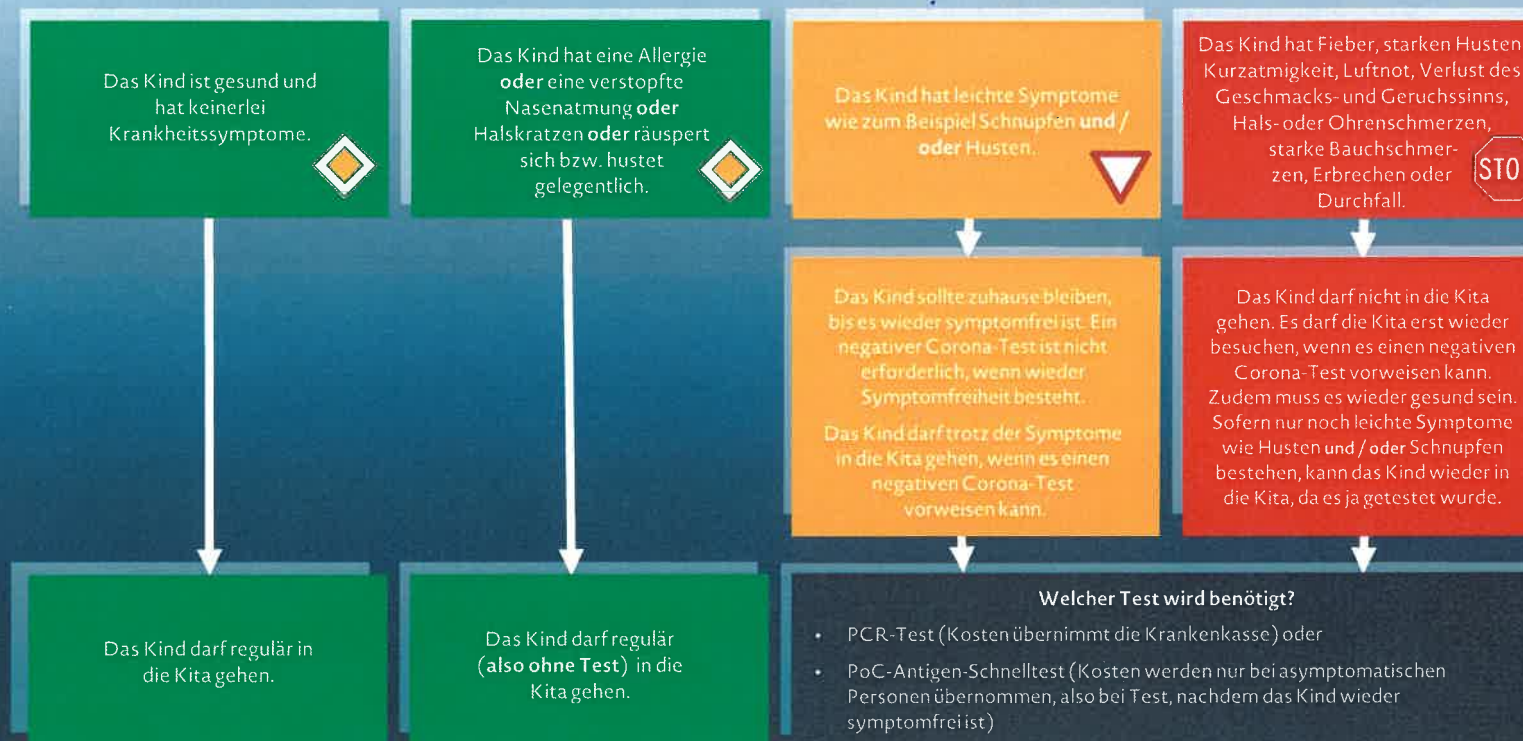 Das Kind ist gesund und
hat keinerlei
Krankheitssymptome.
Das Kind hat eine Allergie
oder eine verstopfte
Nasenatmung oder
Halskratzen oder räuspert
sich bzw. hustet
gelegentlich.
Das Kind hat leichte Symptome
wie zum Beispiel Schnupfen und /
oder Husten.
Das Kind hat Fieber, starken Husten
Kurzatmigkeit, Luftnot, Verlust des
Geschmacks- und Geruchssinns,
Hals- oder Ohrenschmerzen,
starke Bauchschmer-
zen, Erbrechen oder
Durchfall.
STO
Das Kind sollte zuhause bleiben,
bis es wieder symptomfrei ist. Ein
negativer Corona-Test ist nicht
erforderlich, wenn wieder
Symptomfreiheit besteht.
Das Kind darf trotz der Symptome
in die Kita gehen, wenn es einen
negativen Corona-Test
vorweisen kann.
Das Kind darf nicht in die Kita
gehen. Es darf die Kita erst wieder
besuchen, wenn es einen negativen
Corona-Test vorweisen kann.
Zudem muss es wieder gesund sein.
Sofern nur noch leichte Symptome
wie Husten und / oder Schnupfen
bestehen, kann das Kind wieder in
die Kita, da es ja getestet wurde.
Das Kind darf regulär in
die Kita gehen.
Das Kind darf regulär
(also ohne Test) in die
Kita gehen.
Welcher Test wird benötigt?
• PCR-Test (Kosten übernimmt die Krankenkasse) oder
• PoC-Antigen-Schnelltest (Kosten werden nur bei asymptomatischen
Personen übernommen, also bei Test, nachdem das Kind wieder
symptomfrei ist)